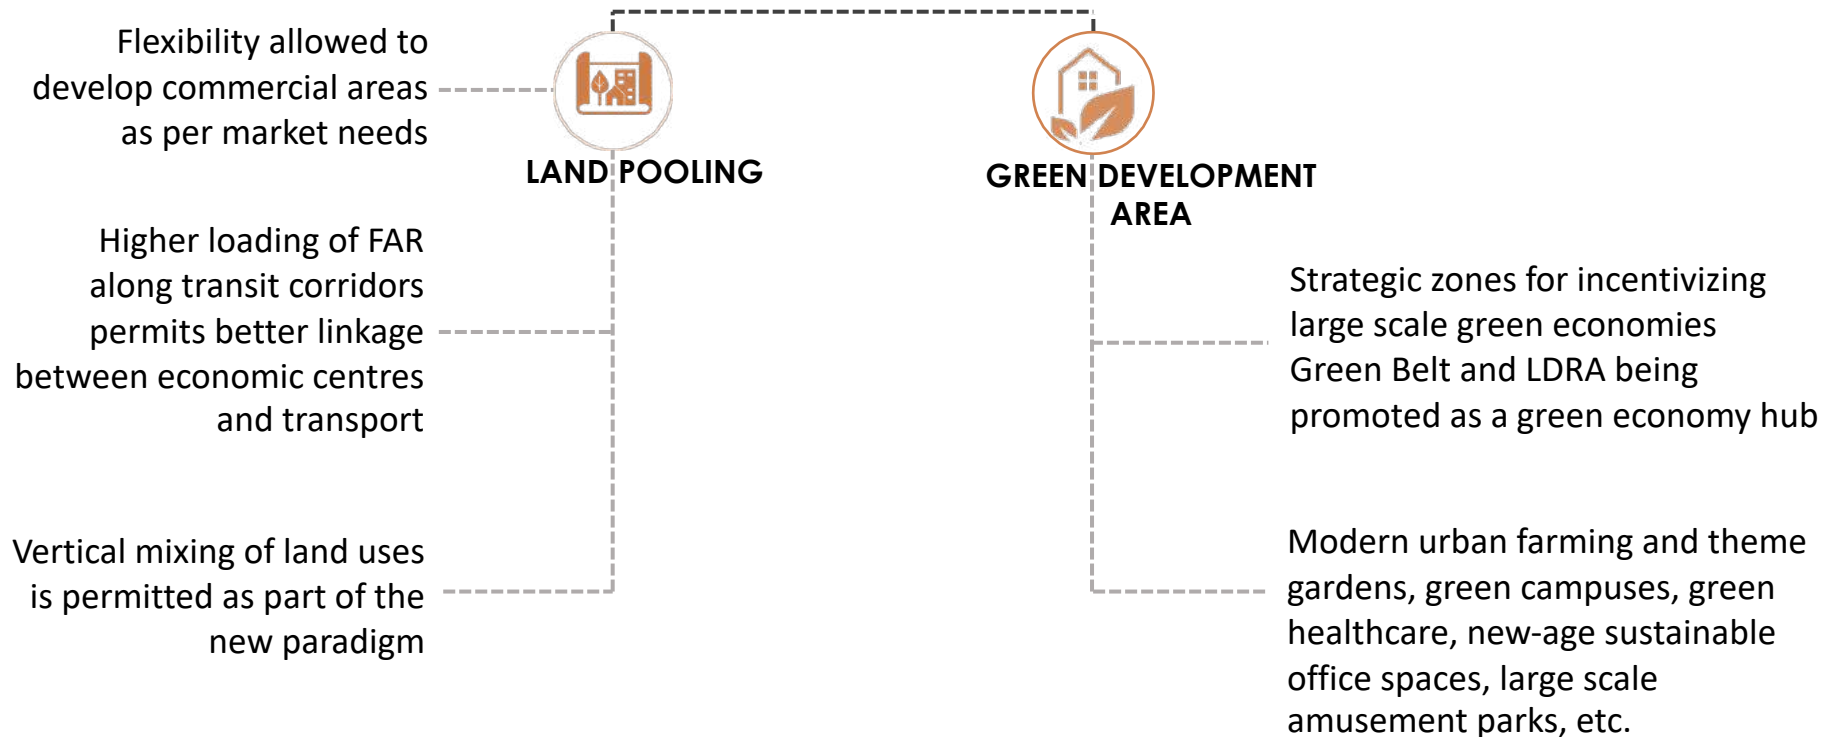 Flexibility allowed to
develop commercial areas
as per market needs
LAND POOLING
Higher loading of FAR
along transit corridors
permits better linkage
between economic centres
and transport
Vertical mixing of land uses
is permitted as part of the
new paradigm
GREEN DEVELOPMENT
AREA
Strategic zones for incentivizing
large scale green economies
Green Belt and LDRA being
promoted as a green economy hub
Modern urban farming and theme
gardens, green campuses, green
healthcare, new-age sustainable
office spaces, large scale
amusement parks, etc.